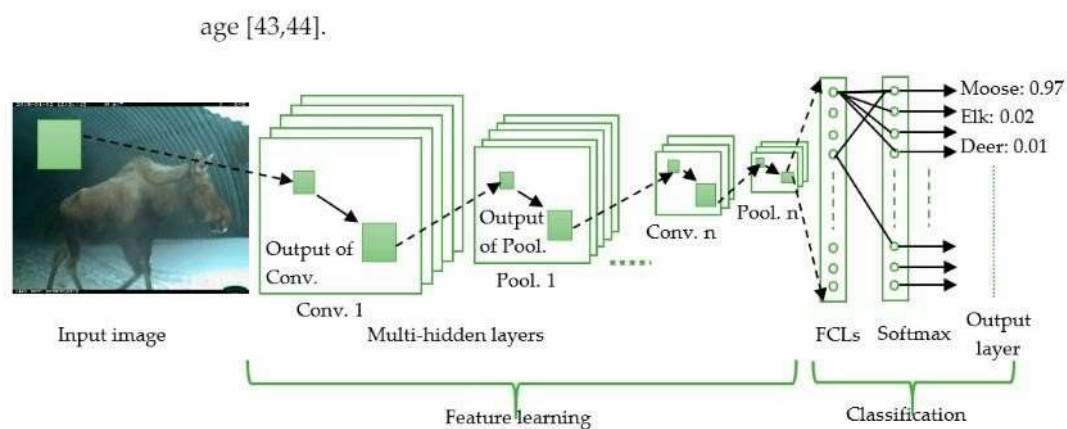 age [43,44].
Moose: 0.97
Elk: 0.02
Deer: 0.01
Output of
Conv.
Output
of Pool.
Conv. 1
Pool. 1
Conv. n
Pool. n
Input image
Multi-hidden layers
FCLs
Softmax
Output
layer
Feature learning
Classification